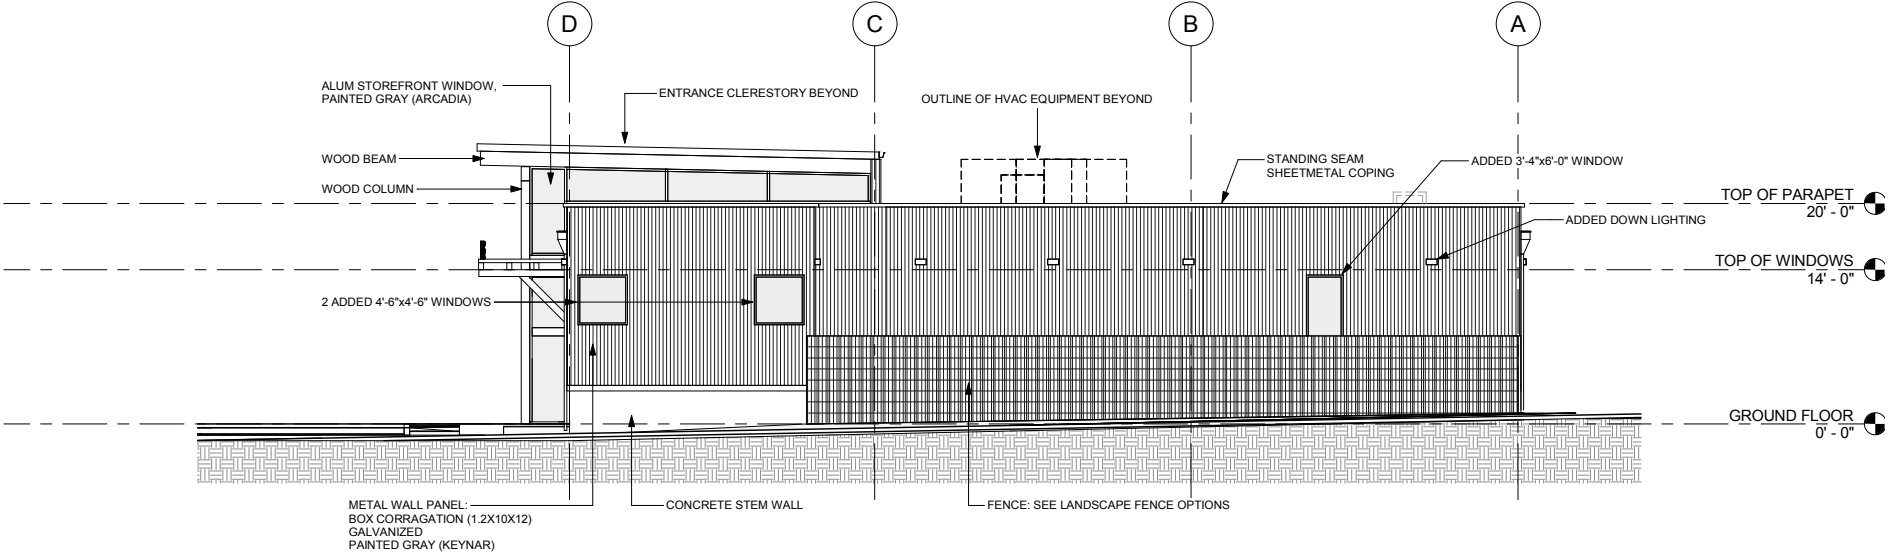 D
C
B
A
ALUM STOREFRONT WINDOW,
PAINTED GRAY (ARCADIA)
ENTRANCE CLERESTORY BEYOND
OUTLINE OF HVAC EQUIPMENT BEYOND
WOOD BEAM
WOOD COLUMN
STANDING SEAM
SHEETMETAL COPING
ADDED 3'-4"x6'-0" WINDOW
TOP OF PARAPET
20' - 0"
ADDED DOWN LIGHTING
TOP OF WINDOWS
14' - 0"
2 ADDED 4'-6"x4'-6" WINDOWS
GROUND FLOOR
0' - 0"
METAL WALL PANEL:
BOX CORRAGATION (1.2X10X12)
GALVANIZED
PAINTED GRAY (KEYNAR)
CONCRETE STEM WALL
FENCE: SEE LANDSCAPE FENCE OPTIONS